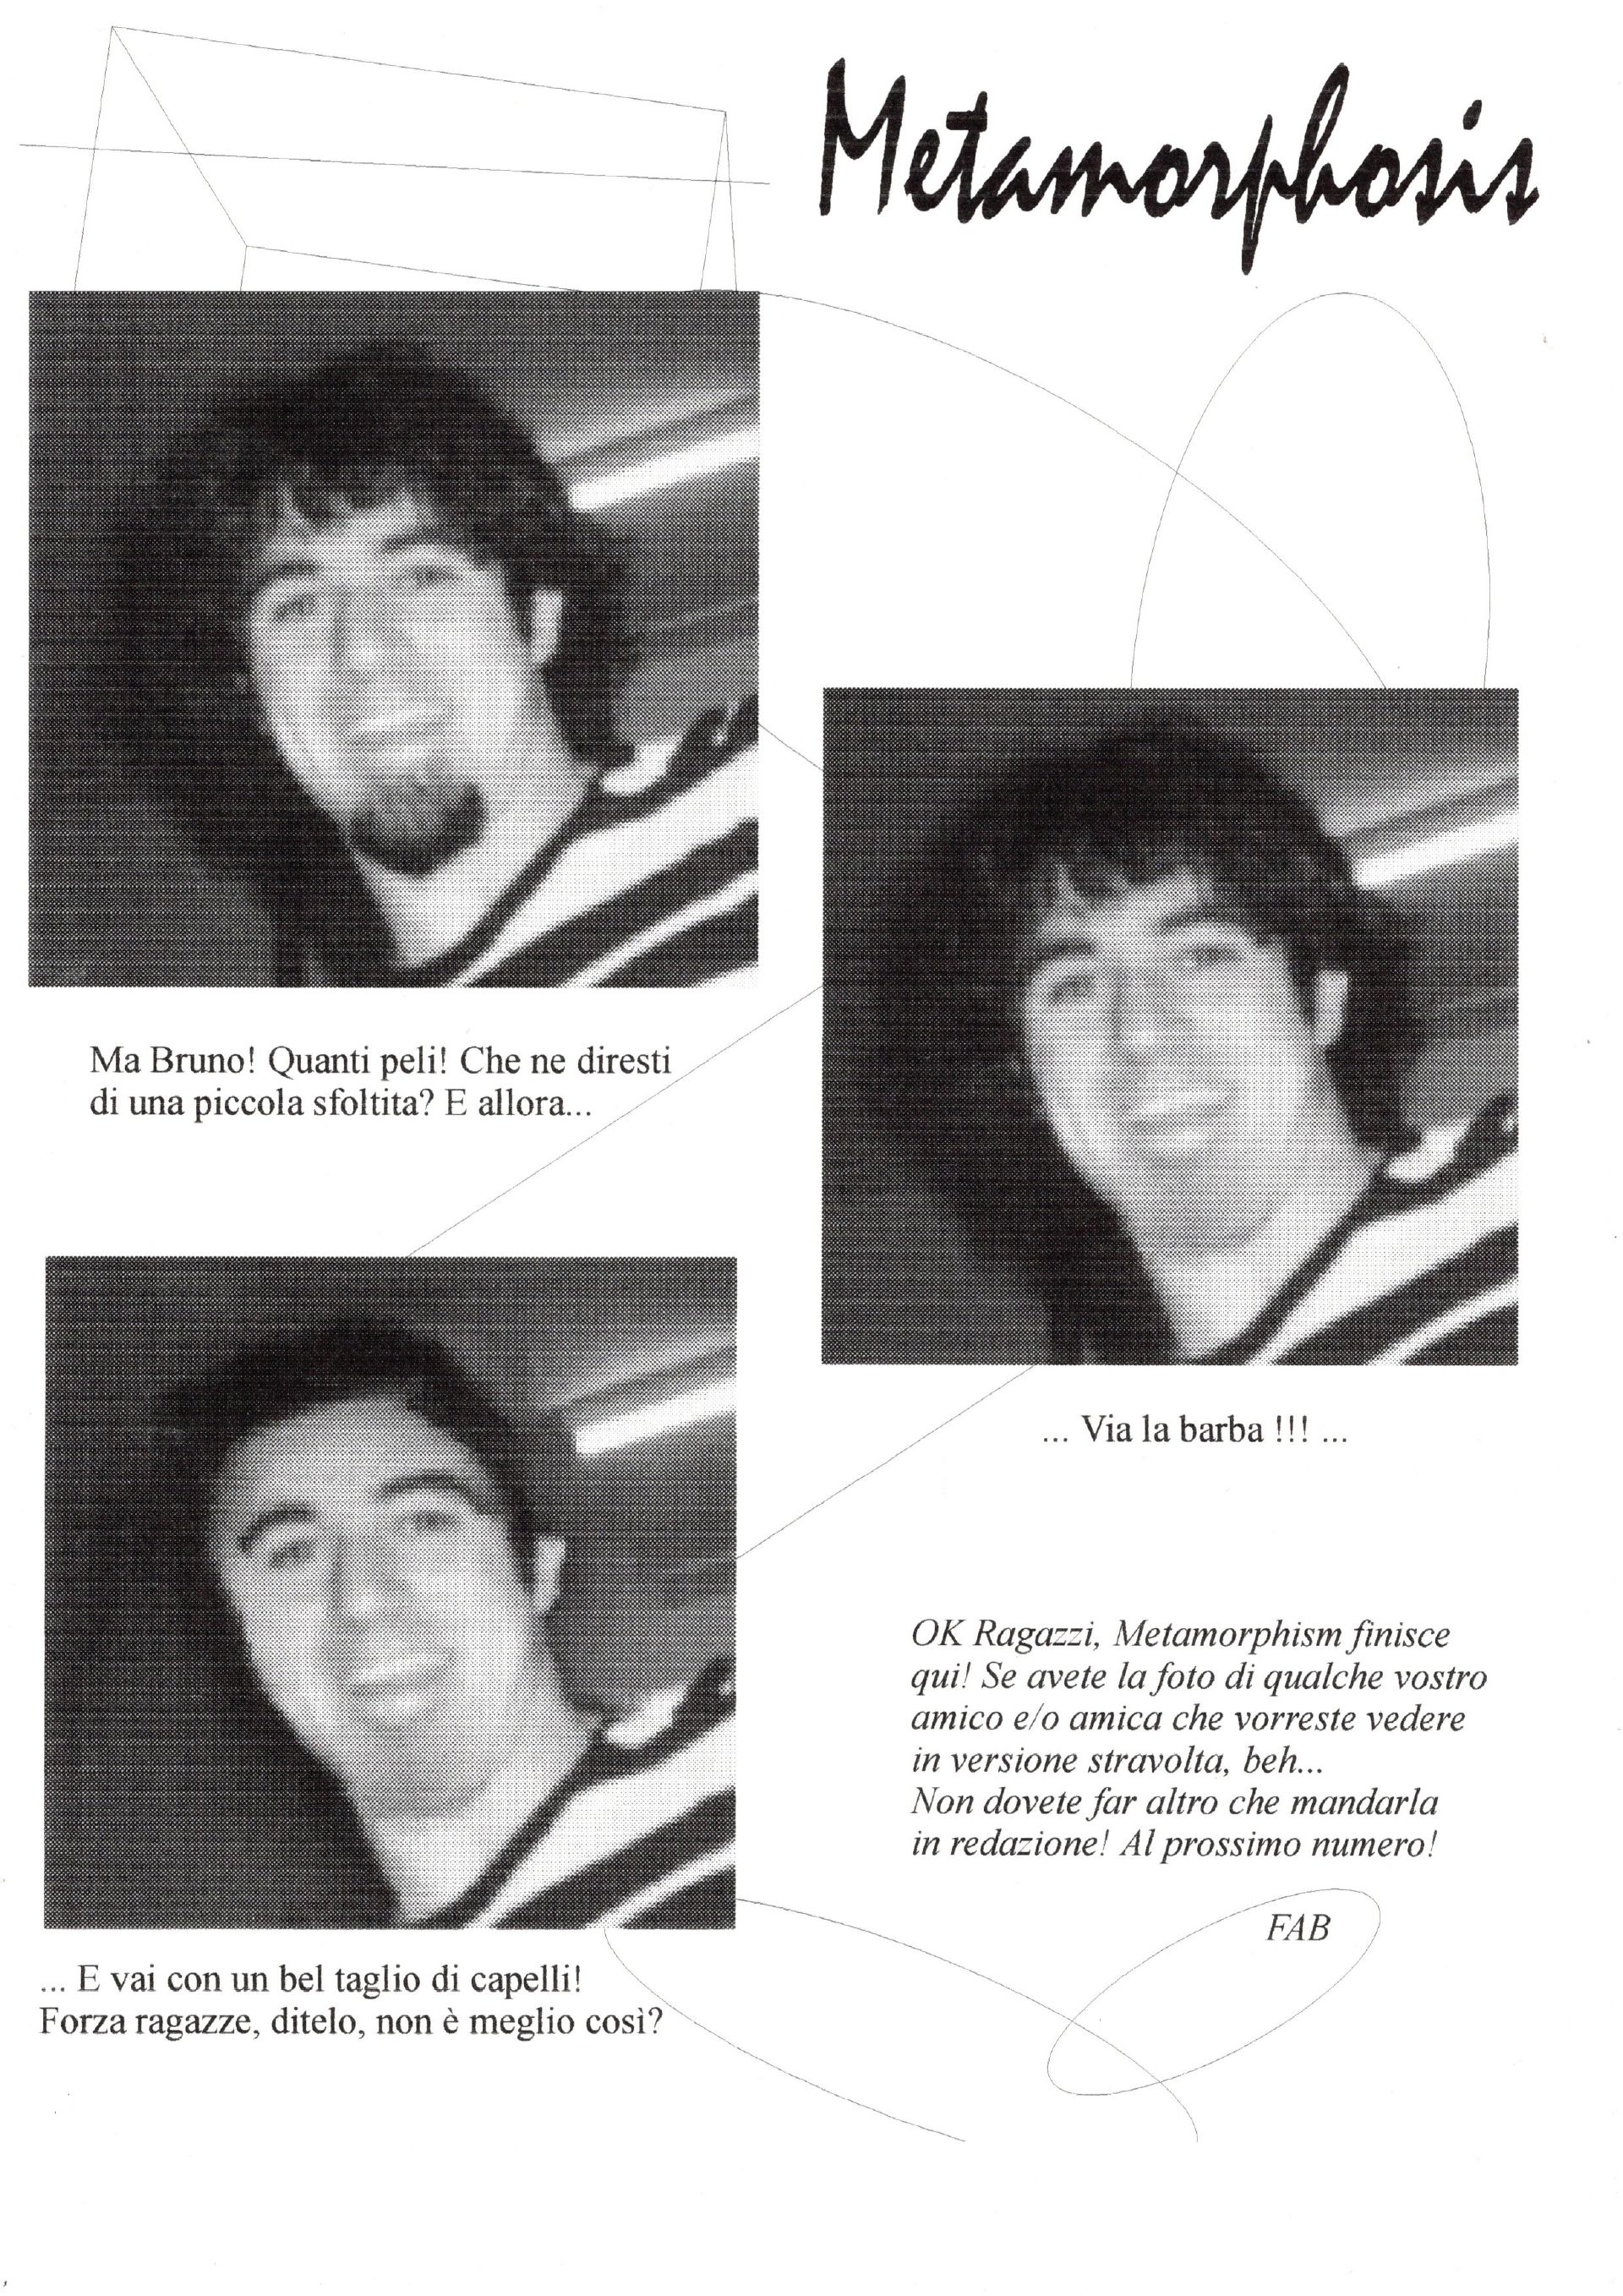 Metamorphosis
Ma Bruno! Quanti peli! Che ne diresti
di una piccola sfoltita? E allora...
... Via la barba !!! ...
... E vai con un bel taglio di capelli!
Forza ragazze, ditelo, non è meglio così?
OK Ragazzi, Metamorphism finisce
qui! Se avete la foto di qualche vostro
amico e/o amica che vorreste vedere
in versione stravolta, beh...
Non dovete far altro che mandarla
in redazione! Al prossimo numero!
FAB